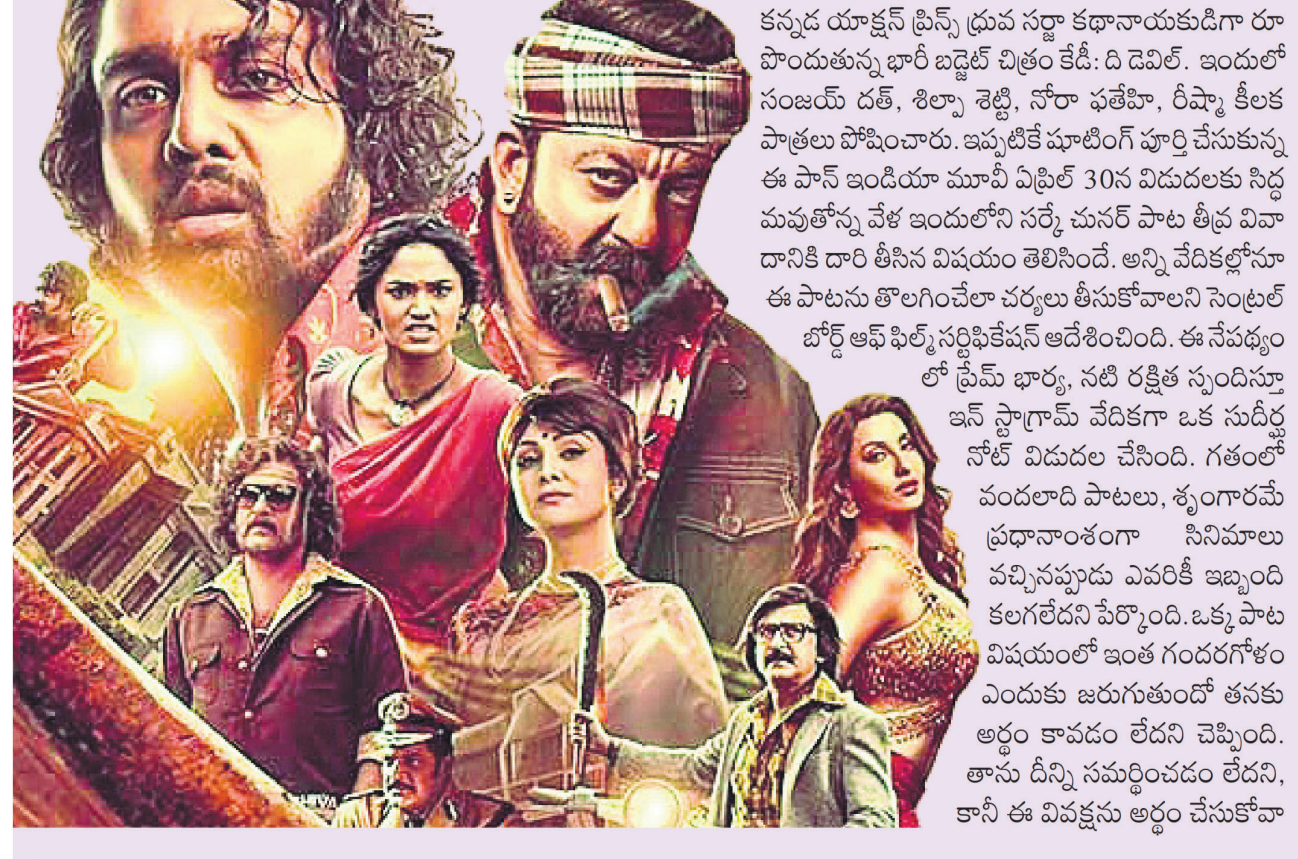 కన్నడ యాక్షన్ ప్రిన్స్ ధ్రువ సర్జా కథానాయకుడిగా రూ
పొందుతున్న భారీ బడ్జెట్ చిత్రం కేడీ: ది డెవిల్. ఇందులో
సంజయ్ దత్, శిల్పా శెట్టి, నోరా ఫతేహి, రీష్మా కీలక
పాత్రలు పోషించారు. ఇప్పటికే షూటింగ్ పూర్తి చేసుకున్న
ఈ పాన్ ఇండియా మూవీ ఏప్రిల్ 30న విడుదలకు సిద్ధ
మవుతోన్న వేళ ఇందులోని సర్కే చునర్ పాట తీవ్ర వివా
దానికి దారి తీసిన విషయం తెలిసిందే. అన్ని వేదికల్లోనూ
ఈ పాటను తొలగించేలా చర్యలు తీసుకోవాలని సెంట్రల్
బోర్డ్ ఆఫ్ ఫిల్మ్ సర్టిఫికేషన్ ఆదేశించింది. ఈ నేపథ్యం
లో ప్రేమ్ భార్య, నటి రక్షిత స్పందిస్తూ
ఇన్ స్టాగ్రామ్ వేదికగా ఒక సుదీర్ఘ
నోట్ విడుదల చేసింది. గతంలో
వందలాది పాటలు, శృంగారమే
ప్రధానాంశంగా సినిమాలు
వచ్చినప్పుడు ఎవరికీ ఇబ్బంది
కలగలేదని పేర్కొంది. ఒక్క పాట
విషయంలో ఇంత గందరగోళం
ఎందుకు జరుగుతుందో తనకు
అర్థం కావడం లేదని చెప్పింది.
తాను దీన్ని సమర్థించడం లేదని,
కానీ ఈ వివక్షను అర్థం చేసుకోవా